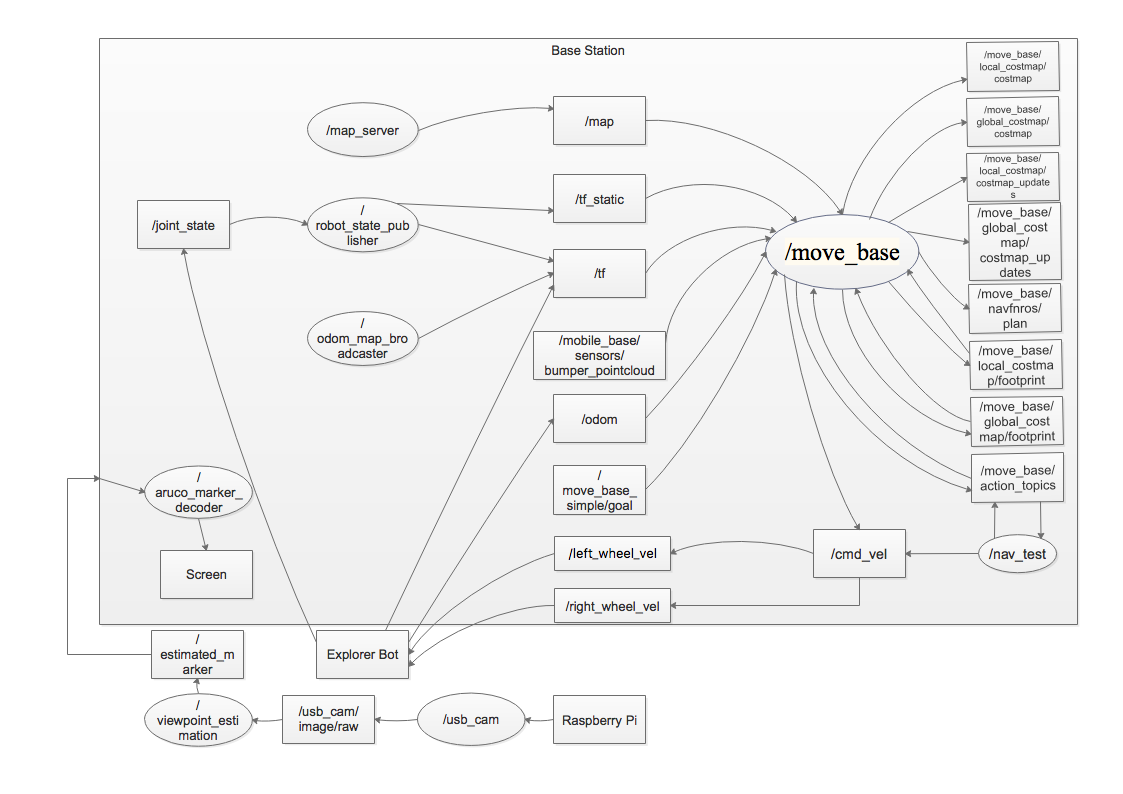 Base Station
/move_base/
local_costmap/
costmap
/map_server
/map
/move_base/
global_costmap/
costmap
/move_base/
local_costmap/
costmap_update
s
/joint_state
/
robot_state_pu
blisher
/tf_static
/move_base/
global_cost
map/
costmap_up
dates
/move_base
/tf
/move_base/
navfnros/
plan
/
odom_map_bro
adcaster
/mobile_base/
sensors/
bumper_pointcloud
/move_base/
local_costma
p/footprint
/odom
/move_base/
global_cost
map/footprint
/
aruco_marker_
decoder
/
move_base_
simple/goal
/move_base/
action_topics
Screen
/left_wheel_vel
/cmd_vel
/nav_test
/right_wheel_vel
/
estimated_m
arker
Explorer Bot
/
viewpoint_esti
mation
/usb_cam/
image/raw
/usb_cam
Raspberry Pi